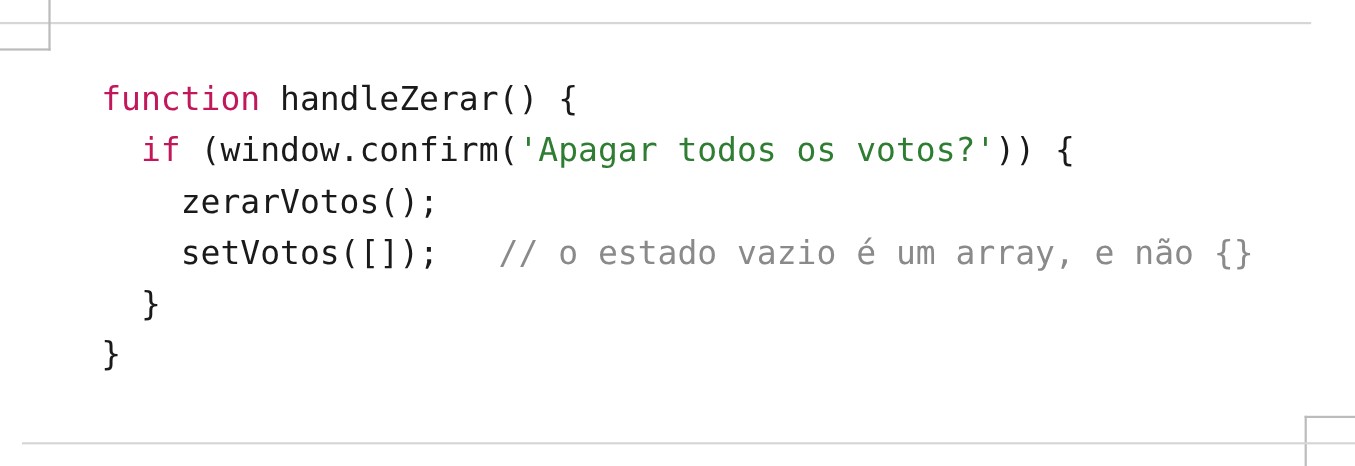 function handleZerar() {
  if (window.confirm('Apagar todos os votos?')) {
    zerarVotos();
    setVotos([]);   // o estado vazio é um array, e não {}
  }
}